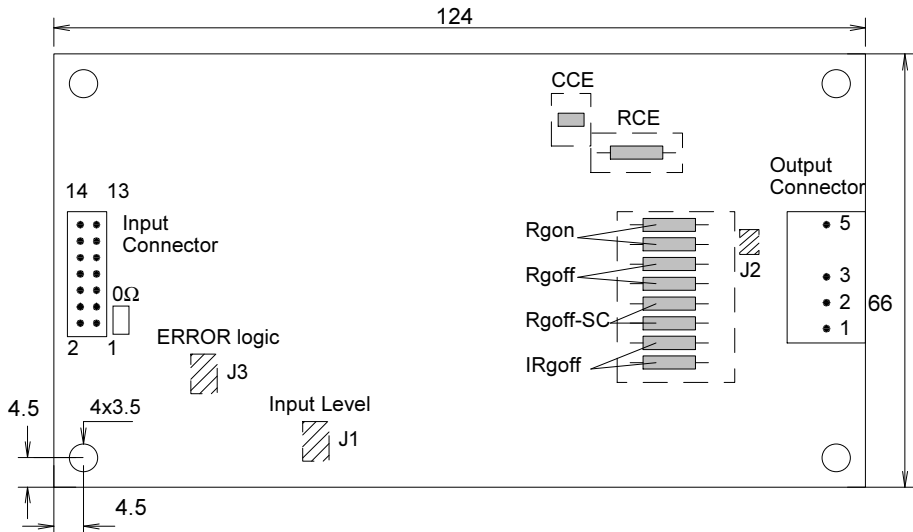 124
CCE
RCE
Output
Connector
14 13
Input
Connector
5
Rgon
J2
Rgoff
3
0Ω
2
66
Rgoff-SC
1
2 1
ERROR logic
J3
IRgoff
4.5
4x3.5
Input Level
J1
4.5